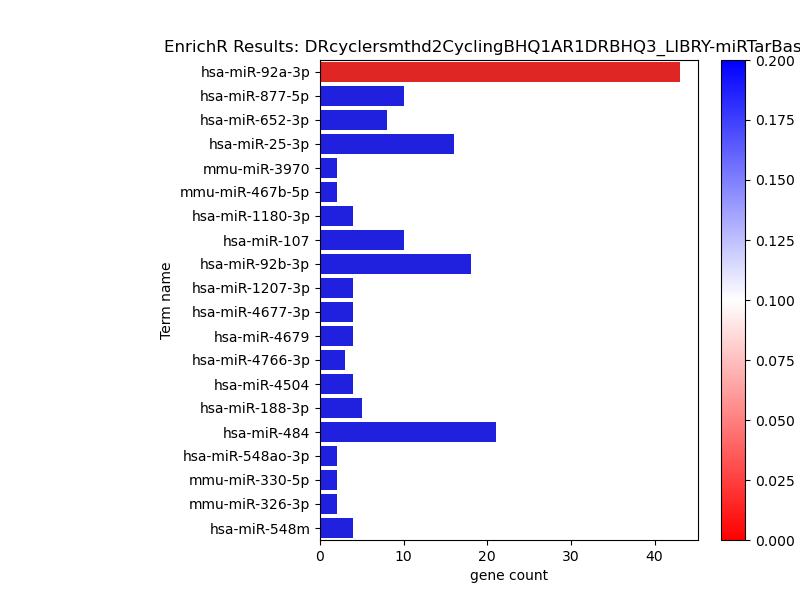 EnrichR Results: DRcyclersmthd2CyclingBHQ1AR1DRBHQ3_LIBRY-miRTarBas
hsa-miR-92a-3p
hsa-miR-877-5p
hsa-miR-652-3p
hsa-miR-25-3p
mmu-miR-3970
mmu-miR-467b-5p
hsa-miR-1180-3p
hsa-miR-107
hsa-miR-92b-3p
hsa-miR-1207-3p
hsa-miR-4677-3p
hsa-miR-4679
hsa-miR-4766-3p
hsa-miR-4504
hsa-miR-188-3p
hsa-miR-484
hsa-miR-548ao-3p
mmu-miR-330-5p
mmu-miR-326-3p
hsa-miR-548m
Term name
0 10 20 30 40
gene count
0.200
0.175
0.150
0.125
0.100
0.075
0.050
0.025
0.000